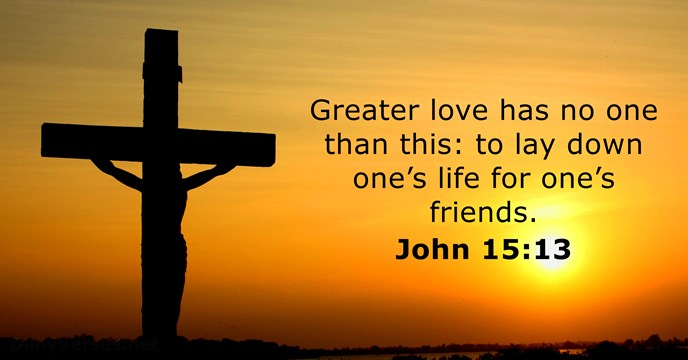 Greater love has no one
than this: to lay down
one’s life for one’s
friends.
John 15:13